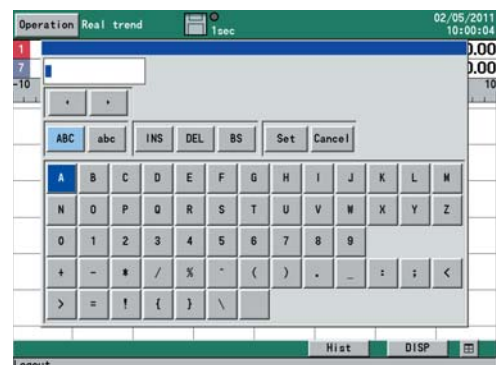 Operation Real trend 1sec 02/05/2011
10:00:04
1 0.00
7 0.00
-10 10
ABC abc INS DEL BS Set Cancel
A B C D E F G H I J K L M
N O P Q R S T U V W X Y Z
0 1 2 3 4 5 6 7 8 9
+ - * / % ( ) . _ : ; <
> = ! { } \
Hist DISP
Logout